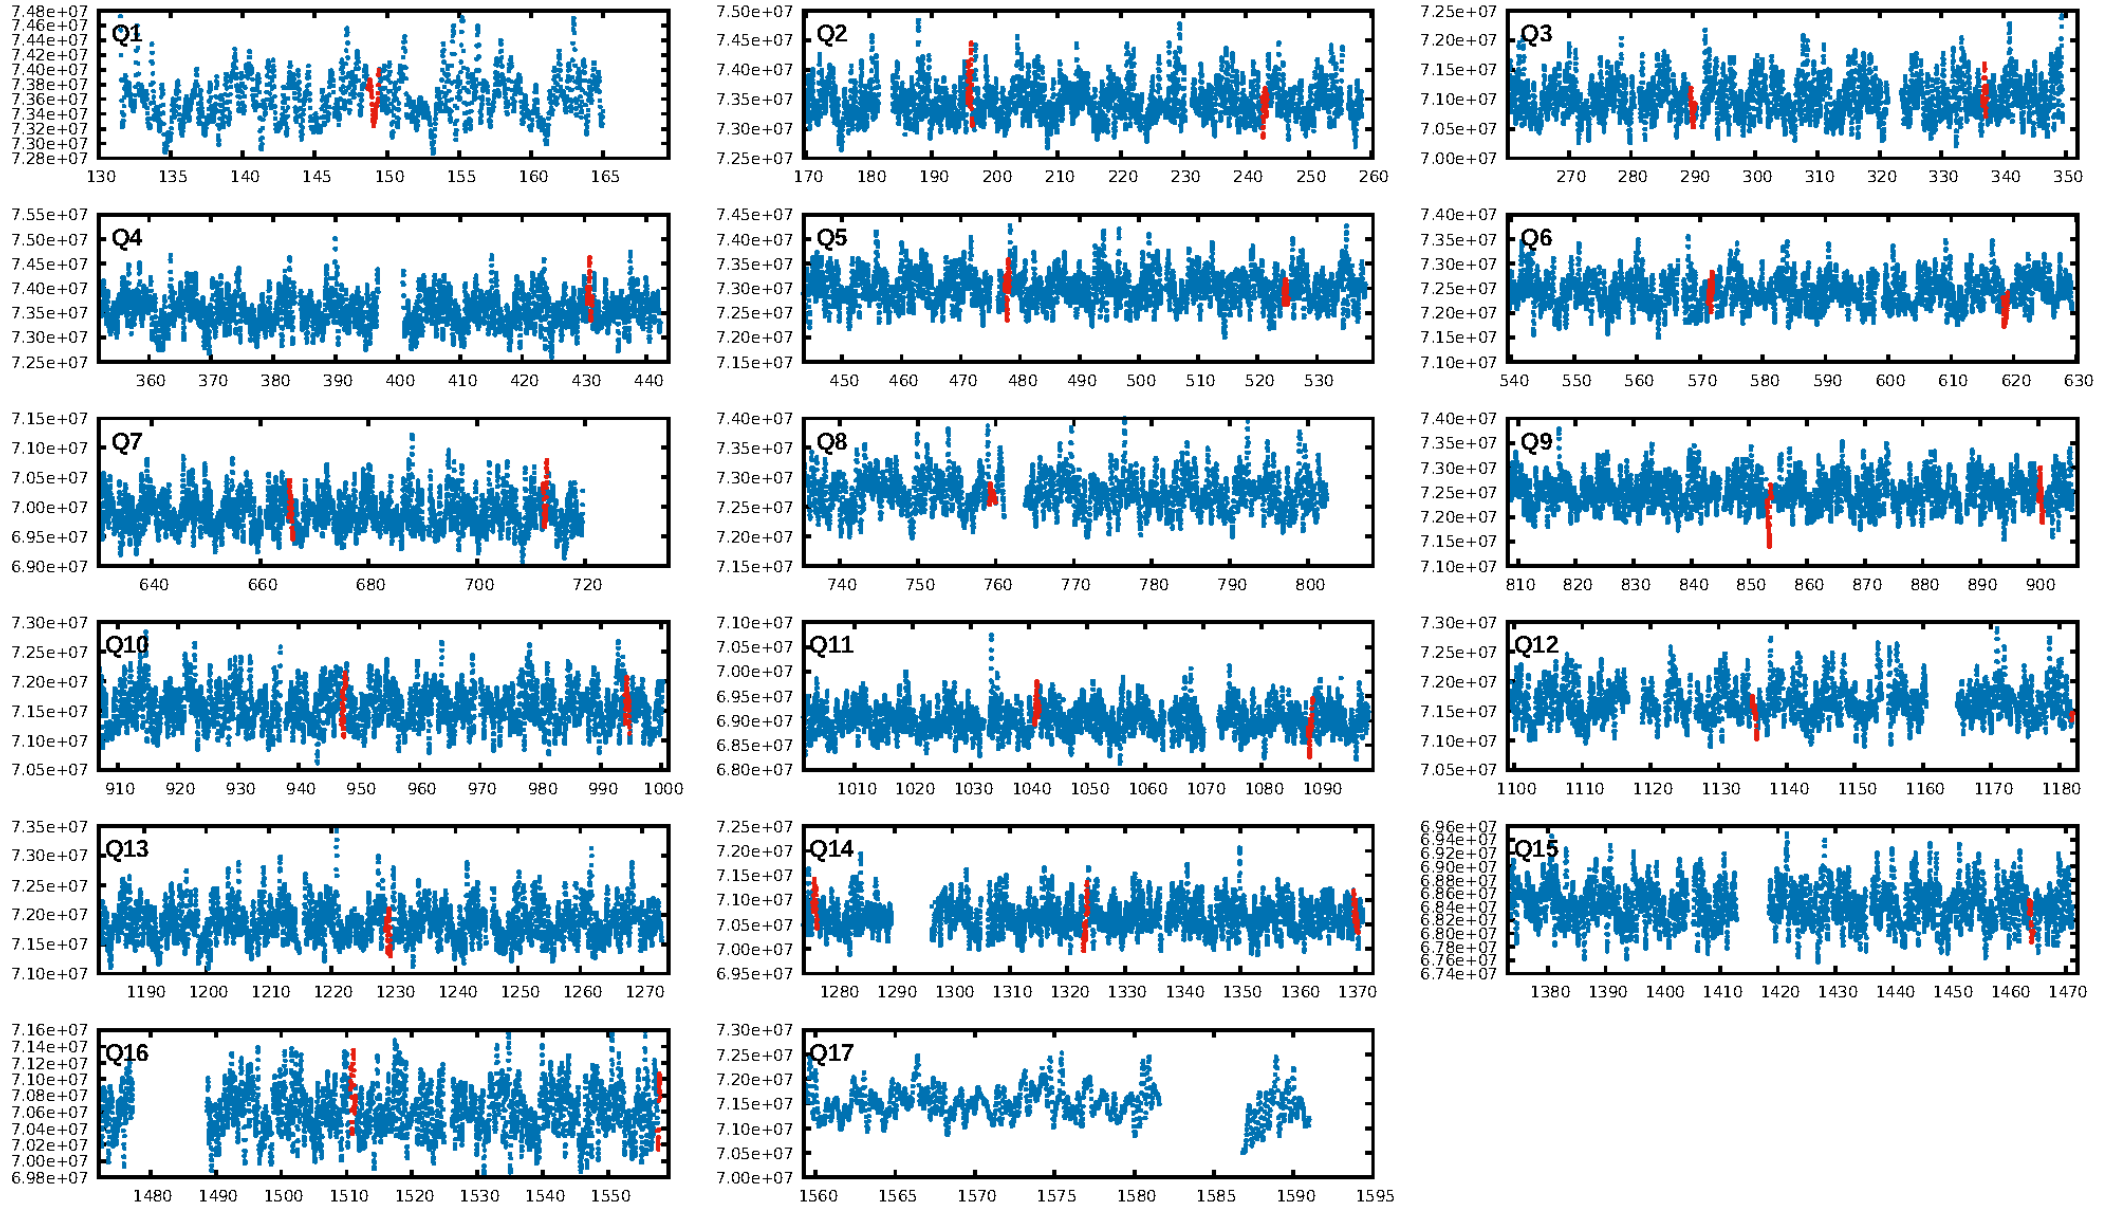 Q1
7.48e+07
7.46e+07
7.44e+07
7.42e+07
7.40e+07
7.38e+07
7.36e+07
7.34e+07
7.32e+07
7.30e+07
7.28e+07
130 135 140 145 150 155 160 165
Q2
7.50e+07
7.45e+07
7.40e+07
7.35e+07
7.30e+07
7.25e+07
170 180 190 200 210 220 230 240 250 260
Q3
7.25e+07
7.20e+07
7.15e+07
7.10e+07
7.05e+07
7.00e+07
270 280 290 300 310 320 330 340 350
Q4
7.55e+07
7.50e+07
7.45e+07
7.40e+07
7.35e+07
7.30e+07
7.25e+07
360 370 380 390 400 410 420 430 440
Q5
7.45e+07
7.40e+07
7.35e+07
7.30e+07
7.25e+07
7.20e+07
7.15e+07
450 460 470 480 490 500 510 520 530
Q6
7.40e+07
7.35e+07
7.30e+07
7.25e+07
7.20e+07
7.15e+07
7.10e+07
540 550 560 570 580 590 600 610 620 630
Q7
7.15e+07
7.10e+07
7.05e+07
7.00e+07
6.95e+07
6.90e+07
640 660 680 700 720
Q8
7.40e+07
7.35e+07
7.30e+07
7.25e+07
7.20e+07
7.15e+07
740 750 760 770 780 790 800
Q9
7.40e+07
7.35e+07
7.30e+07
7.25e+07
7.20e+07
7.15e+07
7.10e+07
810 820 830 840 850 860 870 880 890 900
Q10
7.30e+07
7.25e+07
7.20e+07
7.15e+07
7.10e+07
7.05e+07
910 920 930 940 950 960 970 980 990 1000
Q11
7.10e+07
7.05e+07
7.00e+07
6.95e+07
6.90e+07
6.85e+07
6.80e+07
1010 1020 1030 1040 1050 1060 1070 1080 1090
Q12
7.30e+07
7.25e+07
7.20e+07
7.15e+07
7.10e+07
7.05e+07
1100 1110 1120 1130 1140 1150 1160 1170 1180
Q13
7.35e+07
7.30e+07
7.25e+07
7.20e+07
7.15e+07
7.10e+07
1190 1200 1210 1220 1230 1240 1250 1260 1270
Q14
7.25e+07
7.20e+07
7.15e+07
7.10e+07
7.05e+07
7.00e+07
6.95e+07
1280 1290 1300 1310 1320 1330 1340 1350 1360 1370
Q15
6.96e+07
6.94e+07
6.92e+07
6.90e+07
6.88e+07
6.86e+07
6.84e+07
6.82e+07
6.80e+07
6.78e+07
6.76e+07
6.74e+07
1380 1390 1400 1410 1420 1430 1440 1450 1460 1470
Q16
7.16e+07
7.14e+07
7.12e+07
7.10e+07
7.08e+07
7.06e+07
7.04e+07
7.02e+07
7.00e+07
6.98e+07
1480 1490 1500 1510 1520 1530 1540 1550
Q17
7.30e+07
7.25e+07
7.20e+07
7.15e+07
7.10e+07
7.05e+07
7.00e+07
1560 1565 1570 1575 1580 1585 1590 1595